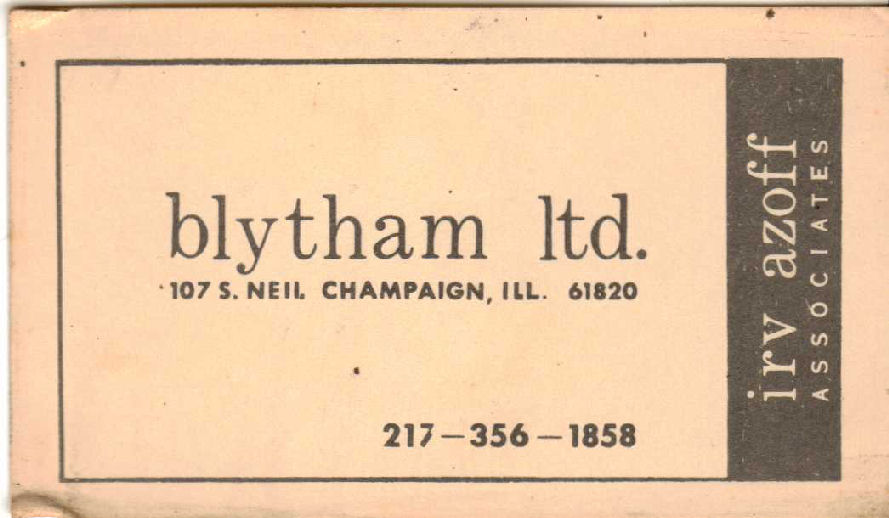 blytham ltd.
107 S. NEIL CHAMPAIGN, ILL. 61820
217-356-1858
irv azoff
ASSOCIATES